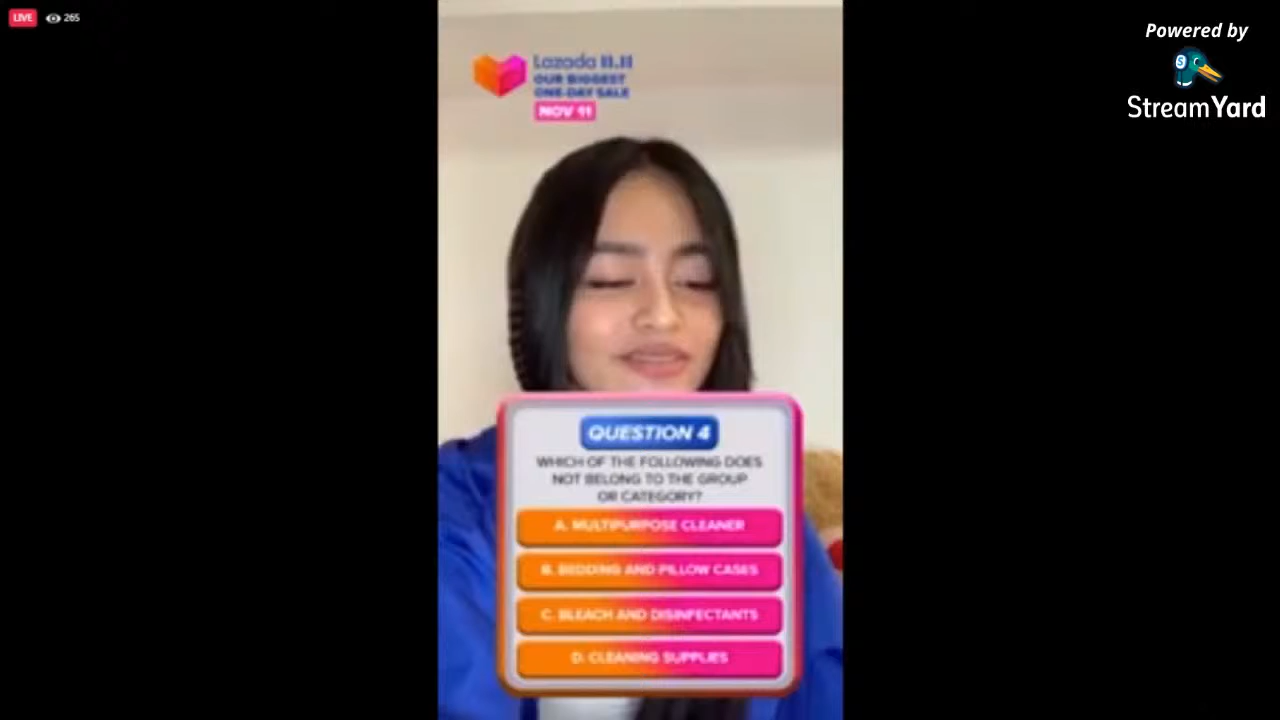 LIVE 265
Powered by
StreamYard
Lazada 11.11
OUR BIGGEST
ONE-DAY SALE
NOV 11
QUESTION 4
WHICH OF THE FOLLOWING DOES
NOT BELONG TO THE GROUP
OR CATEGORY?
A. MULTIPURPOSE CLEANER
B. BEDDING AND PILLOW CASES
C. BLEACH AND DISINFECTANTS
D. CLEANING SUPPLIES